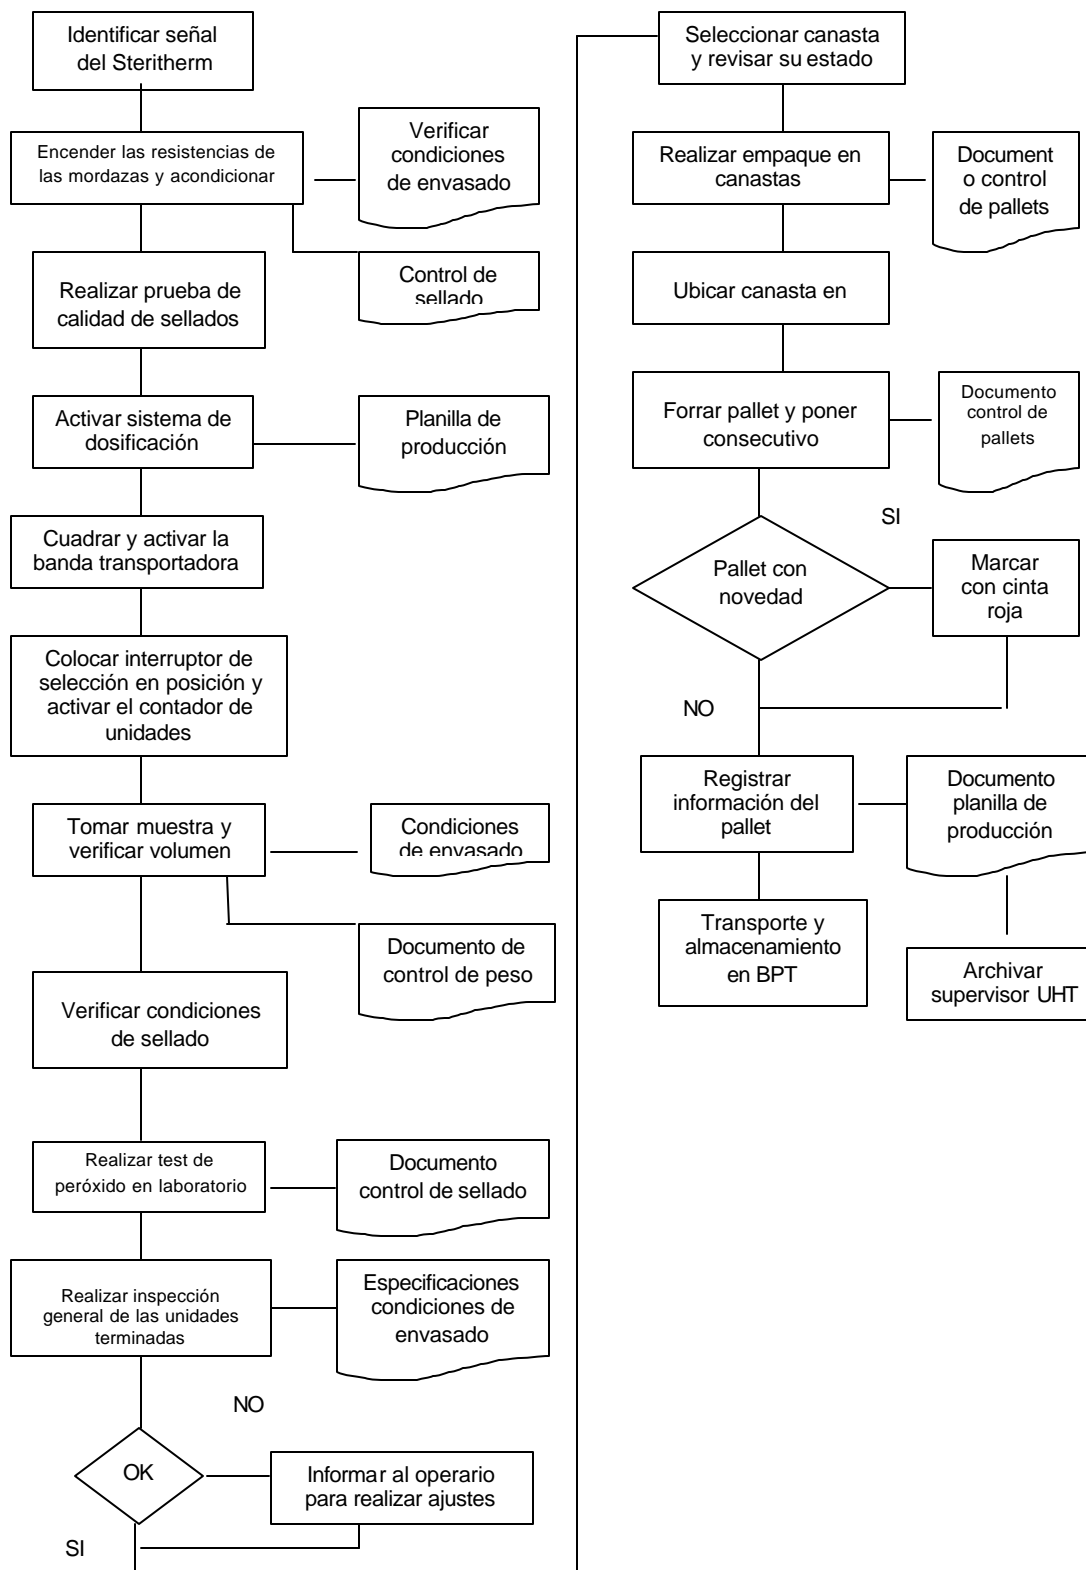 Identificar señal
del Steritherm
Encender las resistencias de
las mordazas y acondicionar
Verificar
condiciones
de envasado
Control de
sellado
Realizar prueba de
calidad de sellados
Activar sistema de
dosificación
Planilla de
producción
Cuadrar y activar la
banda transportadora
Colocar interruptor de
selección en posición y
activar el contador de
unidades
Tomar muestra y
verificar volumen
Condiciones
de envasado
Documento de
control de peso
Verificar condiciones
de sellado
Realizar test de
peróxido en laboratorio
Documento
control de sellado
Realizar inspección
general de las unidades
terminadas
Especificaciones
condiciones de
envasado
NO
OK
Informar al operario
para realizar ajustes
SI
Seleccionar canasta
y revisar su estado
Realizar empaque en
canastas
Document
o control
de pallets
Ubicar canasta en
Forrar pallet y poner
consecutivo
Documento
control de
pallets
SI
Pallet con
novedad
Marcar
con cinta
roja
NO
Registrar
información del
pallet
Documento
planilla de
producción
Transporte y
almacenamiento
en BPT
Archivar
supervisor UHT